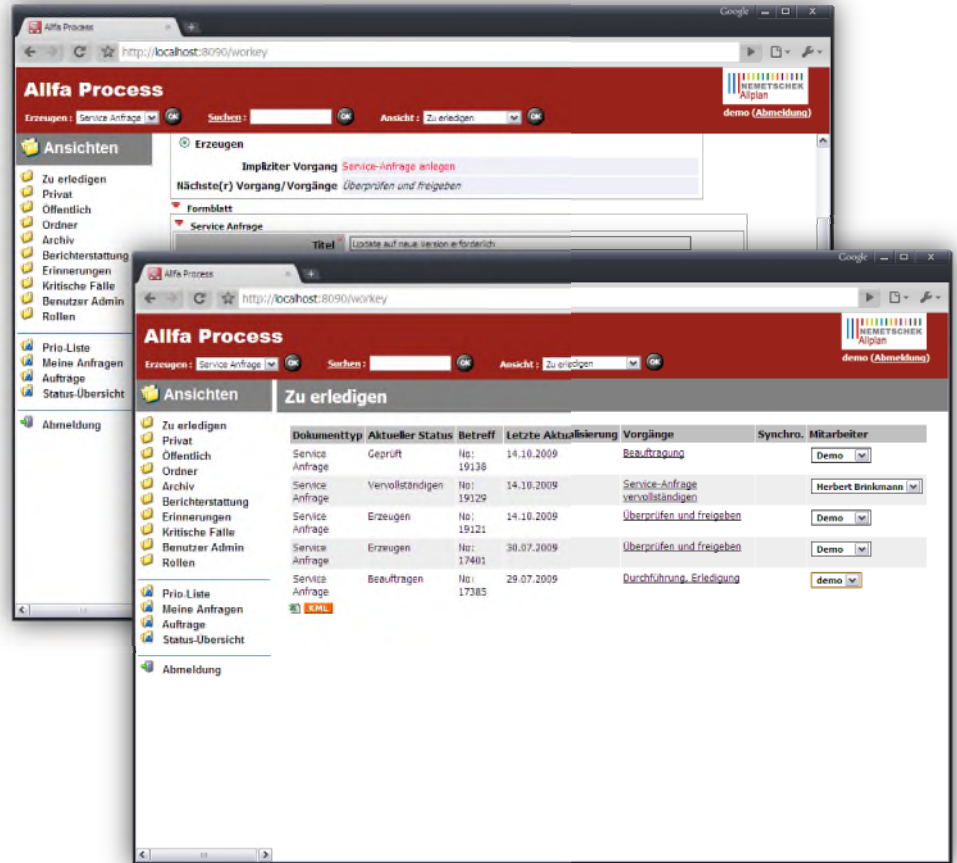 Google
Allfa Process
http://localhost:8090/workey
Allfa Process
NEMETSCHEK
Allplan
Erzeugen : Service Anfrage OK Suchen : OK Ansicht : Zu erledigen OK demo (Abmeldung)
Ansichten
Zu erledigen
Privat
Öffentlich
Ordner
Archiv
Berichterstattung
Erinnerungen
Kritische Fälle
Benutzer Admin
Rollen
Prio-Liste
Meine Anfragen
Aufträge
Status-Übersicht
Abmeldung
Erzeugen
Impliziter Vorgang Service-Anfrage anlegen
Nächste(r) Vorgang/Vorgänge Überprüfen und freigeben
Formblatt
Service Anfrage
Titel * Update auf neue Version erforderlich
Google
Allfa Process
http://localhost:8090/workey
Allfa Process
NEMETSCHEK
Allplan
Erzeugen : Service Anfrage OK Suchen : OK Ansicht : Zu erledigen OK demo (Abmeldung)
Ansichten
Zu erledigen
Privat
Öffentlich
Ordner
Archiv
Berichterstattung
Erinnerungen
Kritische Fälle
Benutzer Admin
Rollen
Prio-Liste
Meine Anfragen
Aufträge
Status-Übersicht
Abmeldung
Zu erledigen
Dokumenttyp Aktueller Status Betreff Letzte Aktualisierung Vorgänge Synchro. Mitarbeiter
Service Geprüft No: 14.10.2009 Beauftragung Demo
Anfrage 19138
Service Vervollständigen No: 14.10.2009 Service-Anfrage Herbert Brinkmann
Anfrage 19129 vervollständigen
Service Erzeugen No: 14.10.2009 Überprüfen und freigeben Demo
Anfrage 19121
Service Erzeugen No: 30.07.2009 Überprüfen und freigeben Demo
Anfrage 17401
Service Beauftragen No: 29.07.2009 Durchführung, Erledigung demo
Anfrage 17385
XML